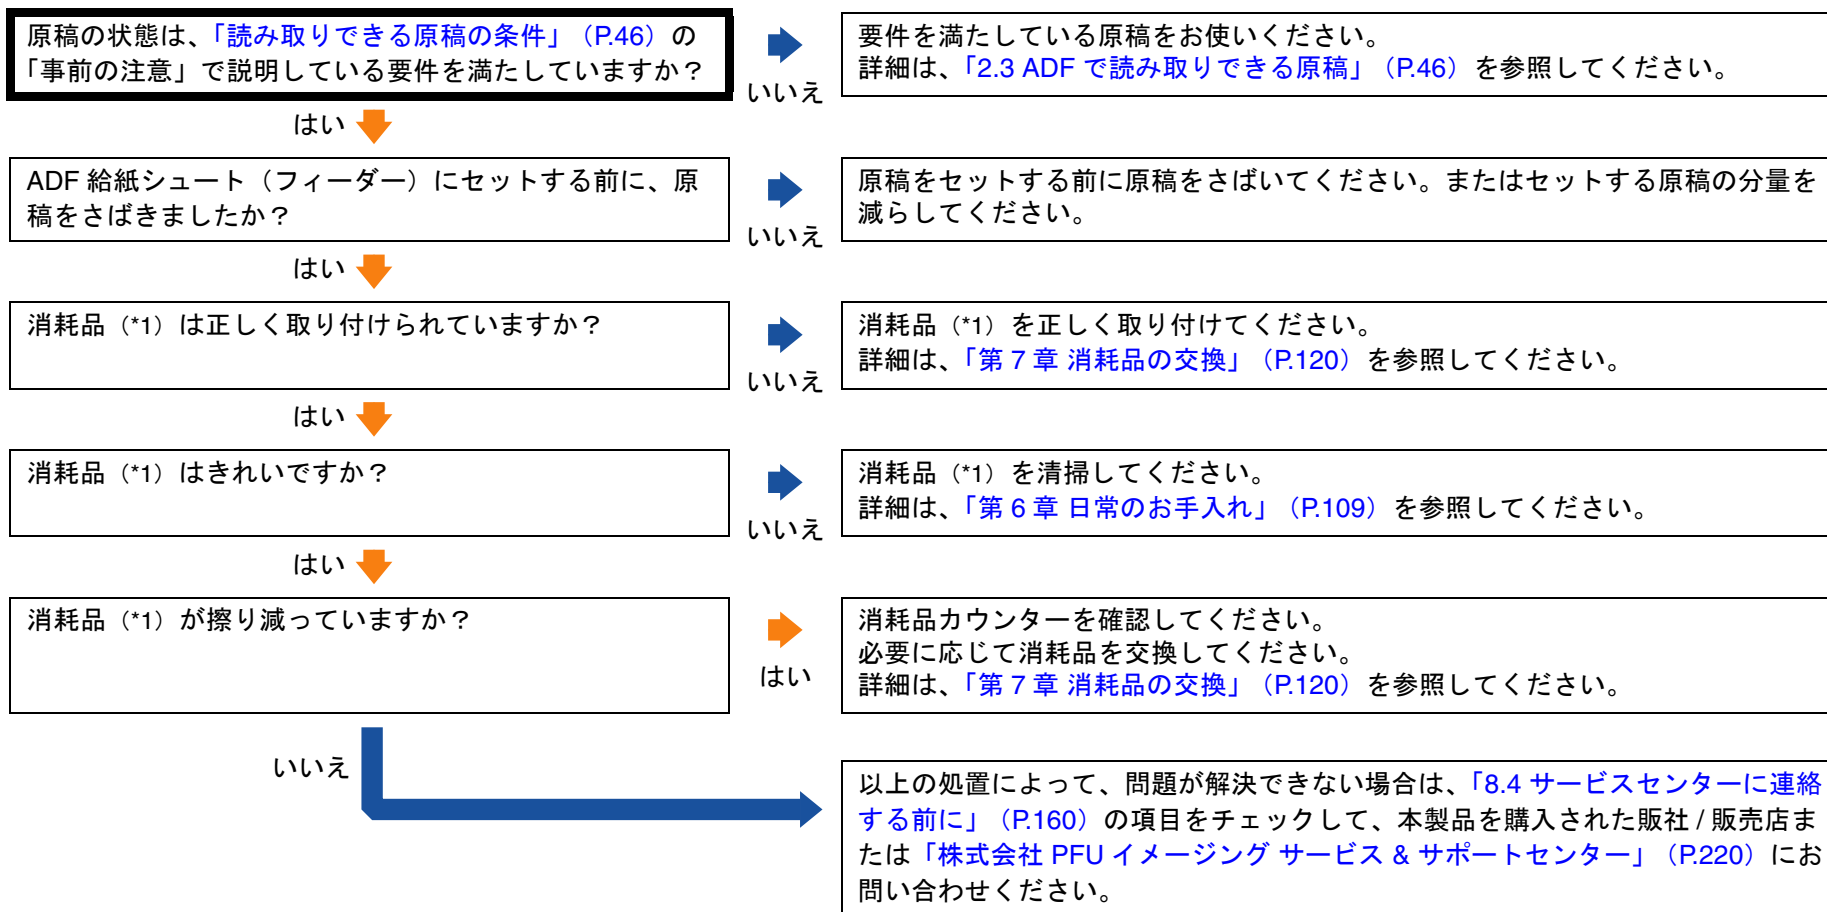 原稿の状態は、「読み取りできる原稿の条件」（P.46）の
「事前の注意」で説明している要件を満たしていますか？
いいえ
要件を満たしている原稿をお使いください。
詳細は、「2.3 ADF で読み取りできる原稿」（P.46）を参照してください。
はい
ADF 給紙シュート（フィーダー）にセットする前に、原
稿をさばきましたか？
いいえ
原稿をセットする前に原稿をさばいてください。またはセットする原稿の分量を
減らしてください。
はい
消耗品（*1）は正しく取り付けられていますか？
いいえ
消耗品（*1）を正しく取り付けてください。
詳細は、「第 7 章 消耗品の交換」（P.120）を参照してください。
はい
消耗品（*1）はきれいですか？
いいえ
消耗品（*1）を清掃してください。
詳細は、「第 6 章 日常のお手入れ」（P.109）を参照してください。
はい
消耗品（*1）が擦り減っていますか？
はい
消耗品カウンターを確認してください。
必要に応じて消耗品を交換してください。
詳細は、「第 7 章 消耗品の交換」（P.120）を参照してください。
いいえ
以上の処置によって、問題が解決できない場合は、「8.4 サービスセンターに連絡
する前に」（P.160）の項目をチェックして、本製品を購入された販社 / 販売店ま
たは「株式会社 PFU イメージング サービス & サポートセンター」（P.220）にお
問い合わせください。